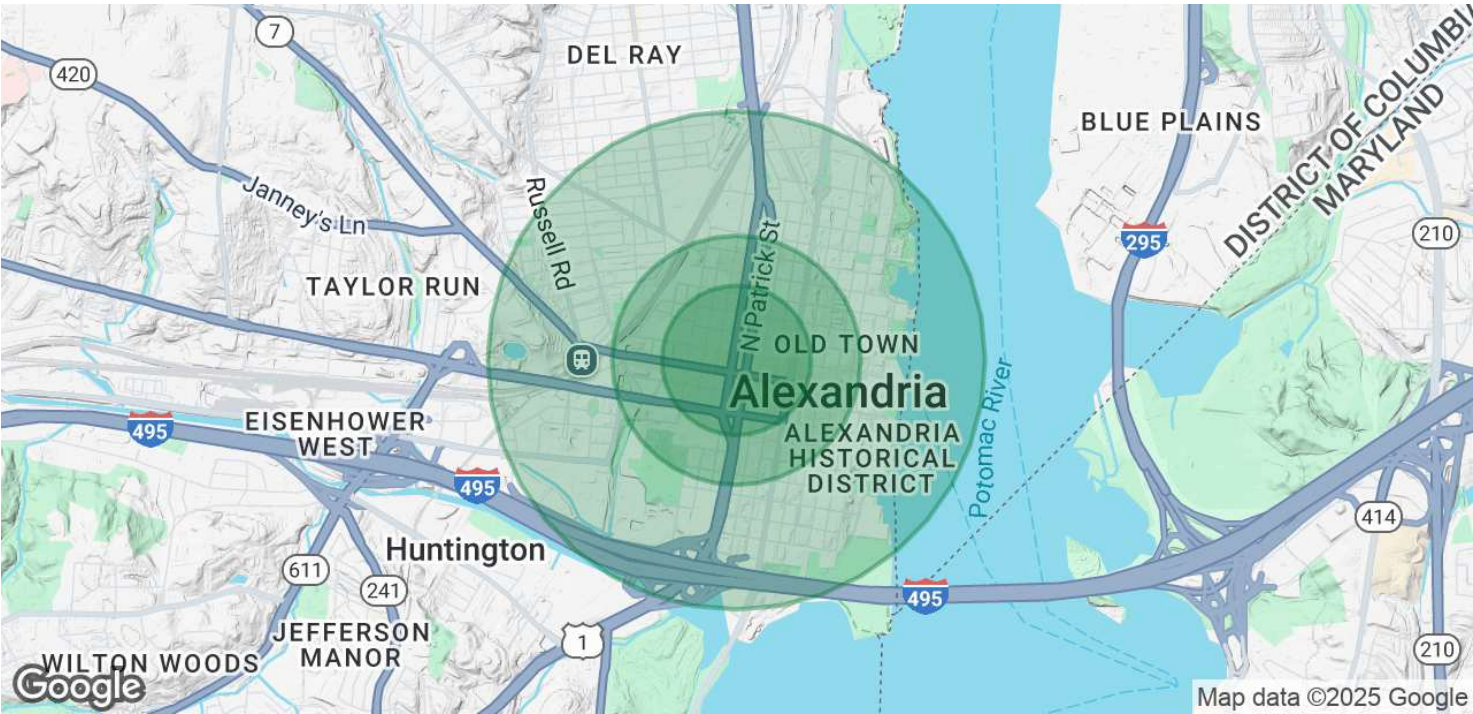 7
DEL RAY
420
DISTRICT OF COLUMBIA
MARYLAND
BLUE PLAINS
Janney's Ln
Russell Rd
N Patrick St
295
210
TAYLOR RUN
OLD TOWN
Alexandria
Potomac River
495
EISENHOWER
WEST
ALEXANDRIA
HISTORICAL
DISTRICT
495
414
Huntington
611
241
495
JEFFERSON
MANOR
1
210
WILTON WOODS
Google
Map data ©2025 Google